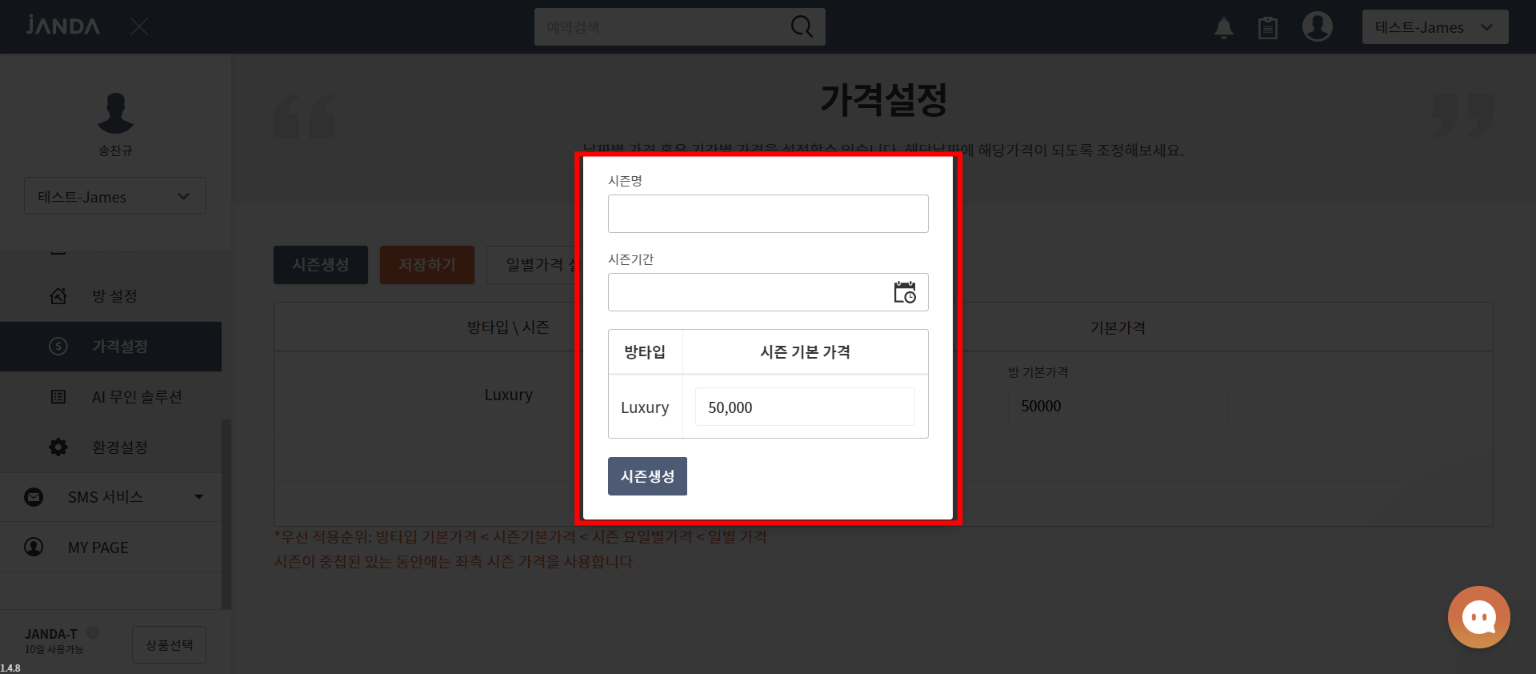 JANDA
예약검색
테스트-James
송찬규
테스트-James
방 설정
가격설정
AI 무인 솔루션
환경설정
SMS 서비스
MY PAGE
JANDA-T
10일 사용가능
상품선택
1.4.8
가격설정
날짜별 가격 혹은 기간별 가격을 설정할수 있습니다. 해당날짜에 해당가격이 되도록 조정해보세요.
시즌생성
저장하기
일별가격
방타입 \ 시즌
기본가격
Luxury
방 기본가격
50000
*우선 적용순위: 방타입 기본가격 < 시즌기본가격 < 시즌 요일별가격 < 일별 가격
시즌이 중첩된 있는 동안에는 좌측 시즌 가격을 사용합니다
시즌명
시즌기간
방타입
시즌 기본 가격
Luxury
50,000
시즌생성